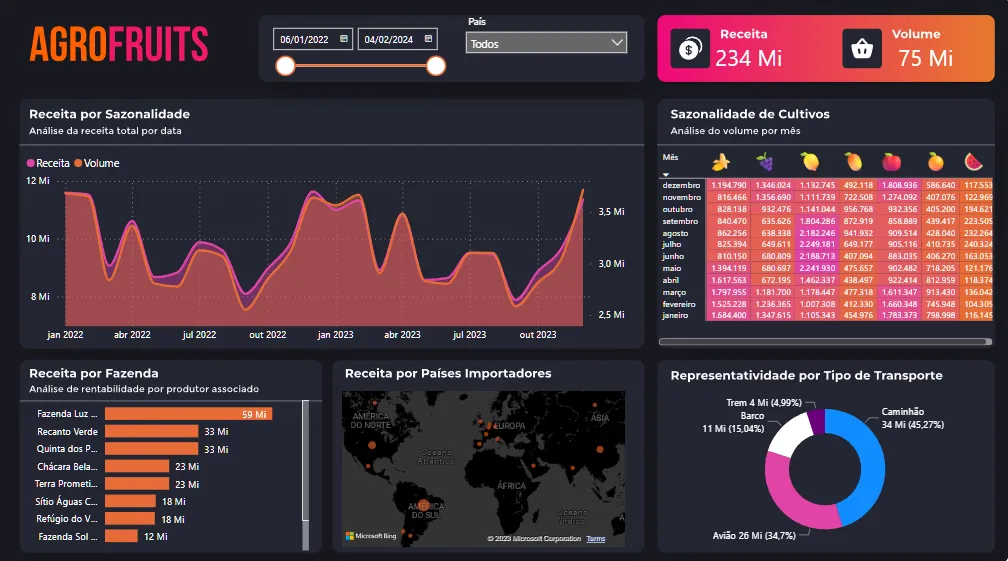 AGROFRUITS
06/01/2022 04/02/2024
País
Todos
Receita
234 Mi
Volume
75 Mi
Receita por Sazonalidade
Análise da receita total por data
Receita Volume
12 Mi
10 Mi
8 Mi
3,5 Mi
3,0 Mi
2,5 Mi
jan 2022 abr 2022 jul 2022 out 2022 jan 2023 abr 2023 jul 2023 out 2023
Sazonalidade de Cultivos
Análise do volume por mês
Mês
dezembro 1.194.790 1.346.024 1.132.745 492.118 1.808.936 586.640 117.553
novembro 816.466 1.356.690 1.111.739 722.508 1.274.092 407.076 122.969
outubro 828.138 932.476 1.141.044 956.768 932.356 405.200 194.621
setembro 840.470 635.626 1.804.286 872.919 858.889 439.417 223.505
agosto 862.256 638.338 2.182.246 941.932 909.514 428.040 232.264
julho 825.394 649.611 2.249.181 649.177 905.116 410.735 240.324
junho 810.150 680.809 2.188.713 407.094 883.035 406.270 163.053
maio 1.394.119 680.697 2.241.930 475.657 902.482 718.205 121.176
abril 1.617.563 672.195 1.462.337 438.497 922.414 812.959 118.374
março 1.797.955 1.181.700 1.178.447 477.318 1.611.347 913.430 136.042
fevereiro 1.525.228 1.236.365 1.007.308 412.330 1.660.348 745.948 104.305
janeiro 1.684.400 1.347.615 1.105.343 454.976 1.783.373 798.998 116.145
Receita por Fazenda
Análise de rentabilidade por produtor associado
Fazenda Luz ... 59 Mi
Recanto Verde 33 Mi
Quinta dos P... 33 Mi
Chácara Bela... 23 Mi
Terra Prometi... 23 Mi
Sítio Águas C... 18 Mi
Refúgio do V... 18 Mi
Fazenda Sol ... 12 Mi
Receita por Países Importadores
AMÉRICA
DO NORTE
EUROPA
ÁSIA
Oceano
Atlântico
ÁFRICA
AMÉRICA
DO SUL
Oceano
Índico
Microsoft Bing
© 2023 Microsoft Corporation Terms
Representatividade por Tipo de Transporte
Trem 4 Mi (4,99%)
Barco
11 Mi (15,04%)
Caminhão
34 Mi (45,27%)
Avião 26 Mi (34,7%)